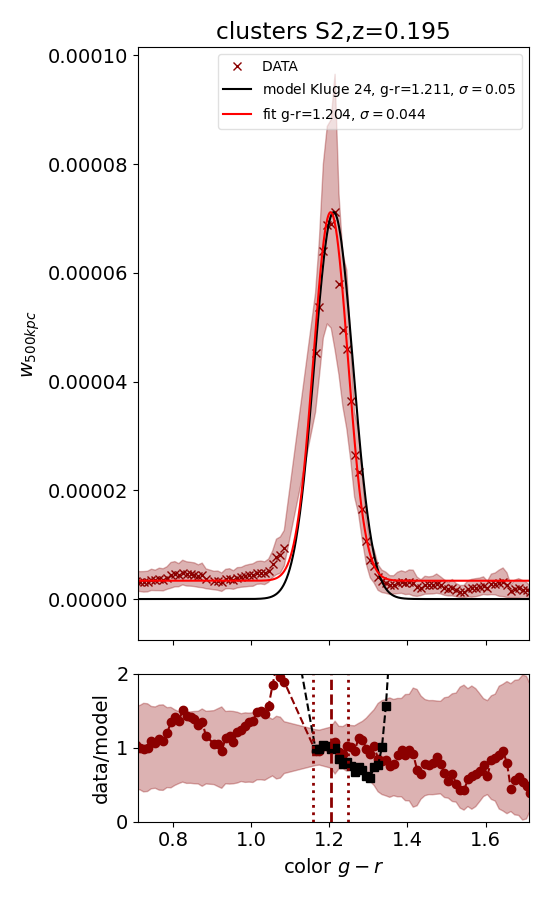 clusters S2,z=0.195
0.00010
DATA
model Kluge 24, g-r=1.211, σ = 0.05
fit g-r=1.204, σ = 0.044
0.00008
0.00006
w500kpc
0.00004
0.00002
0.00000
2
data/model
1
0
0.8 1.0 1.2 1.4 1.6
color g − r